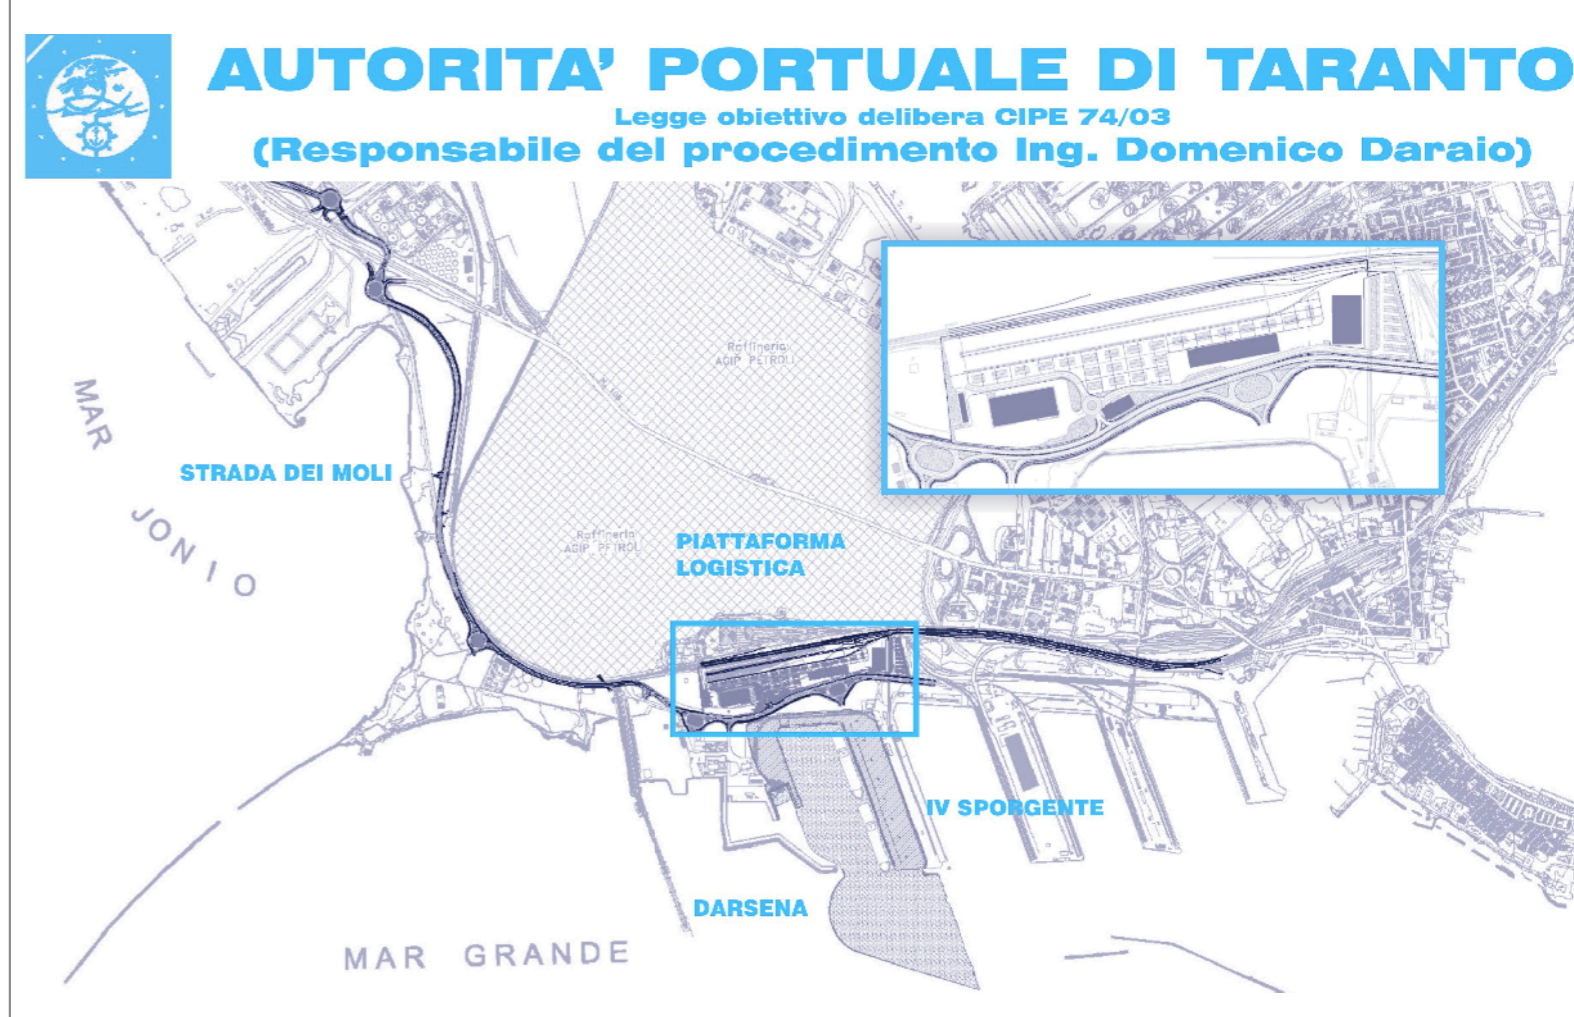 AUTORITA' PORTUALE DI TARANTO
Legge obiettivo delibera CIPE 74/03
(Responsabile del procedimento Ing. Domenico Daraio)
Raffineria
AGIP PETROLI
MAR
JONIO
STRADA DEI MOLI
Raffineria
AGIP PETROLI
PIATTAFORMA
LOGISTICA
IV SPORGENTE
DARSENA
MAR GRANDE